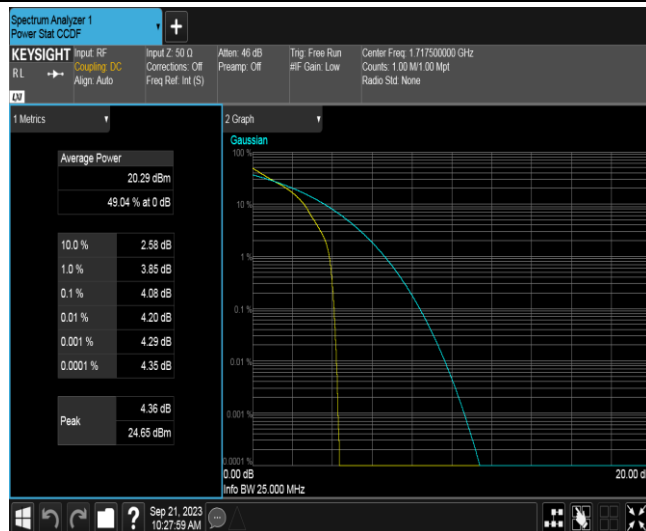 Spectrum Analyzer 1
Power Stat CCDF
+
KEYSIGHT
RL
Input: RF
Coupling: DC
Align: Auto
Input Z: 50 Ω
Corrections: Off
Freq Ref: Int (S)
Atten: 46 dB
Preamp: Off
Trig: Free Run
#IF Gain: Low
Center Freq: 1.717500000 GHz
Counts: 1.00 M/1.00 Mpt
Radio Std: None
1 Metrics
Average Power
20.29 dBm
49.04 % at 0 dB
10.0 % 2.58 dB
1.0 % 3.85 dB
0.1 % 4.08 dB
0.01 % 4.20 dB
0.001 % 4.29 dB
0.0001 % 4.35 dB
Peak
4.36 dB
24.65 dBm
2 Graph
Gaussian
100 %
10 %
1 %
0.1 %
0.01 %
0.001 %
0.0001 %
0.00 dB
20.00 d
Info BW 25.000 MHz
?
Sep 21, 2023
10:27:59 AM